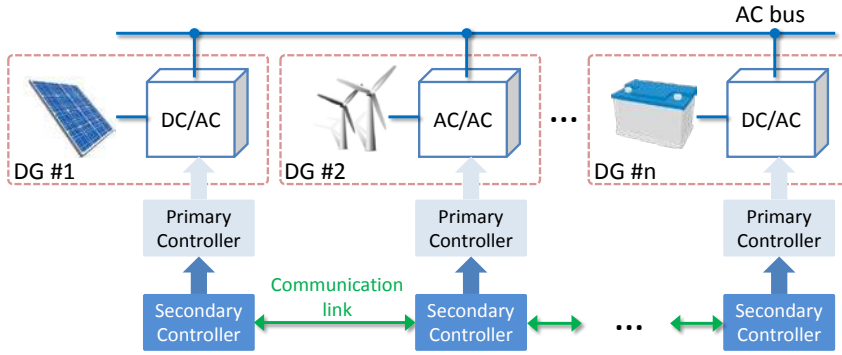 AC bus
DC/AC
AC/AC
...
DC/AC
DG #1
DG #2
DG #n
Primary
Controller
Primary
Controller
Primary
Controller
Communication
link
Secondary
Controller
Secondary
Controller
...
Secondary
Controller